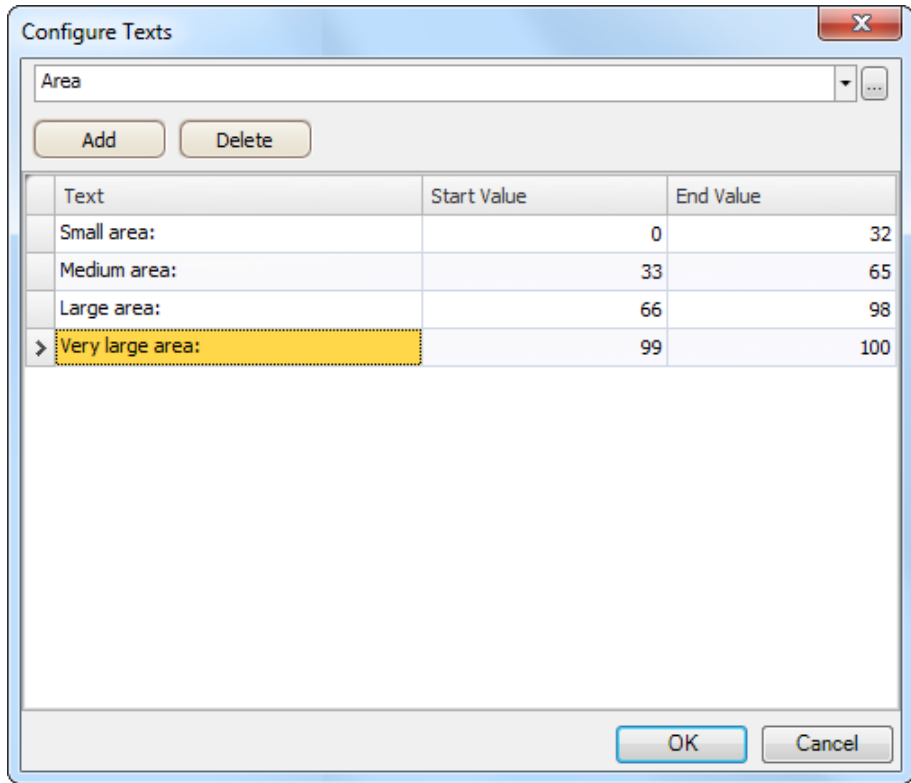 Configure Texts
Area
...
Add Delete
Text Start Value End Value
Small area: 0 32
Medium area: 33 65
Large area: 66 98
Very large area: 99 100
OK Cancel